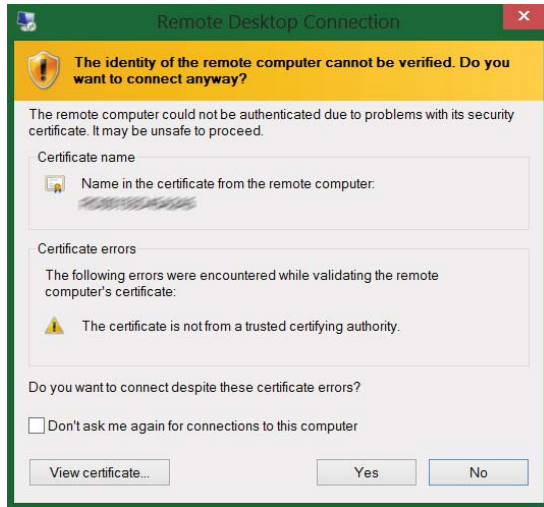 Remote Desktop Connection
The identity of the remote computer cannot be verified. Do you
want to connect anyway?
The remote computer could not be authenticated due to problems with its security
certificate. It may be unsafe to proceed.
Certificate name
Name in the certificate from the remote computer:
Certificate errors
The following errors were encountered while validating the remote
computer's certificate:
The certificate is not from a trusted certifying authority.
Do you want to connect despite these certificate errors?
Don't ask me again for connections to this computer
View certificate...
Yes
No